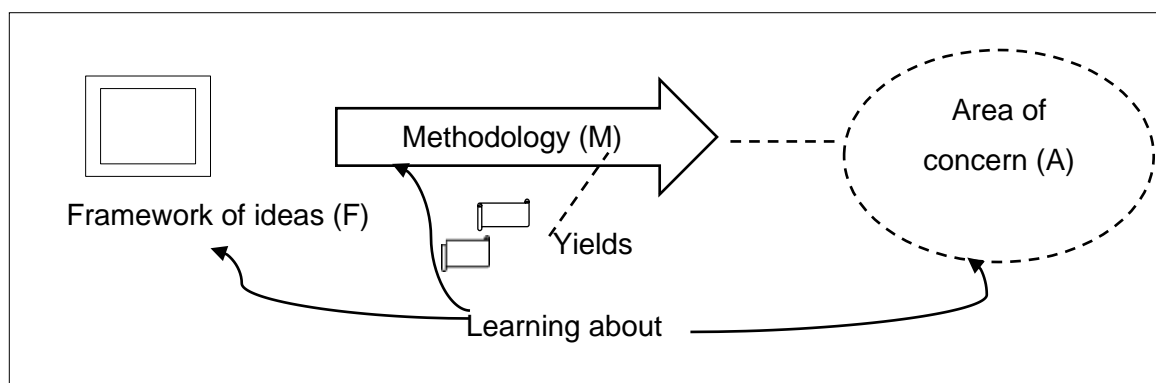 Methodology (M)
Area of
concern (A)
Framework of ideas (F)
Yields
Learning about